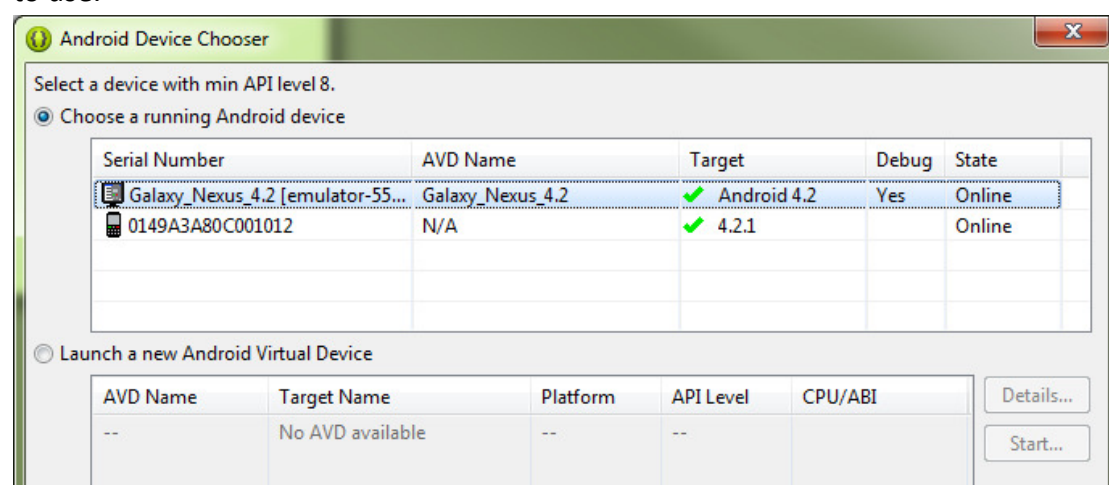 Android Device Chooser
Select a device with min API level 8.
Choose a running Android device
Serial Number AVD Name Target Debug State
Galaxy_Nexus_4.2 [emulator-55... Galaxy_Nexus_4.2 Android 4.2 Yes Online
0149A3A80C001012 N/A 4.2.1 Online
Launch a new Android Virtual Device
AVD Name Target Name Platform API Level CPU/ABI Details...
-- No AVD available -- --
Start...